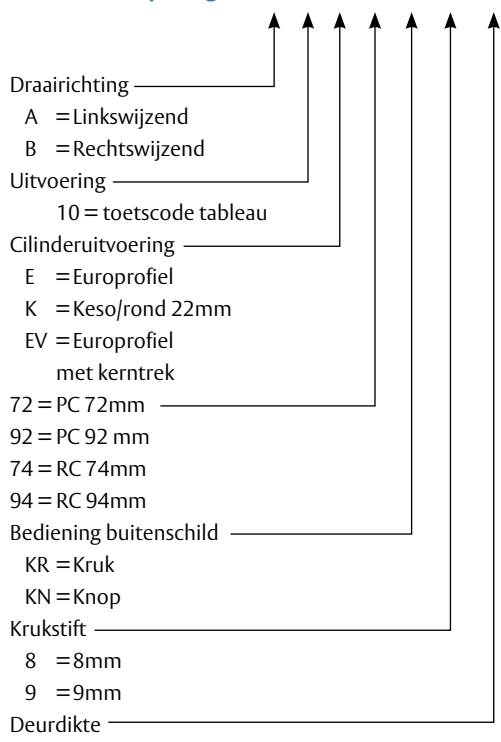 Draairichting
A =Linkswijzend
B =Rechtswijzend
Uitvoering
10 = toetscode tableau
Cilinderuitvoering
E =Europrofiel
K =Keso/rond 22mm
EV =Europrofiel
met kerntrek
72 = PC 72mm
92 = PC 92 mm
74 = RC 74mm
94 = RC 94mm
Bediening buitenschild
KR =Kruk
KN =Knop
Krukstift
8 =8mm
9 =9mm
Deurdikte